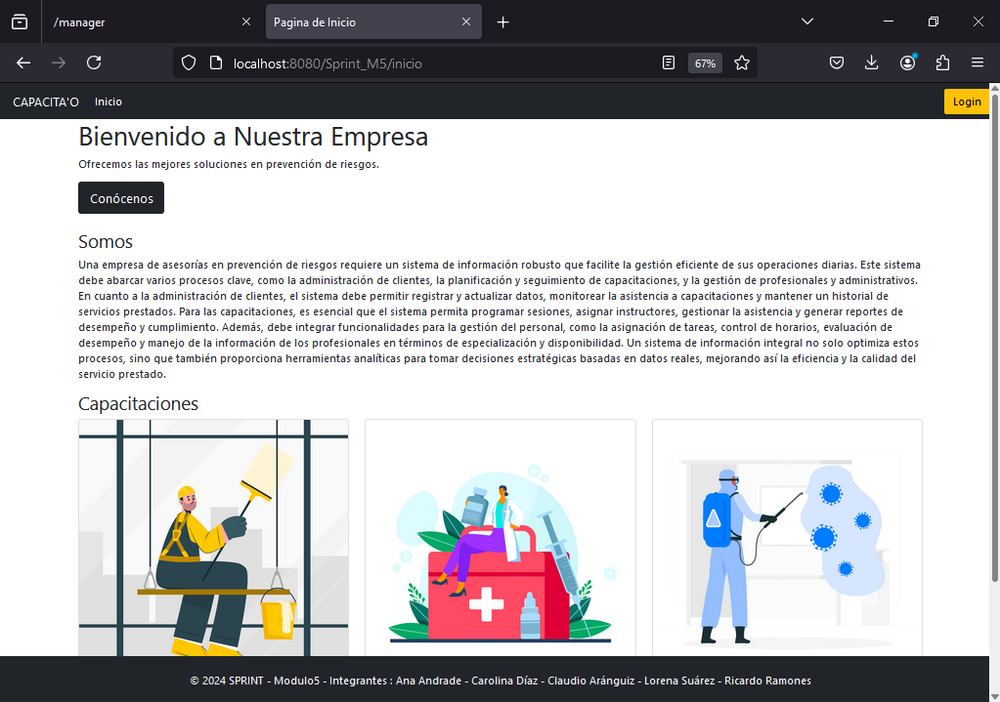 /manager
Pagina de Inicio
localhost:8080/Sprint_M5/inicio
67%
CAPACITA'O Inicio
Login
Bienvenido a Nuestra Empresa
Ofrecemos las mejores soluciones en prevención de riesgos.
Conócenos
Somos
Una empresa de asesorías en prevención de riesgos requiere un sistema de información robusto que facilite la gestión eficiente de sus operaciones diarias. Este sistema
debe abarcar varios procesos clave, como la administración de clientes, la planificación y seguimiento de capacitaciones, y la gestión de profesionales y administrativos.
En cuanto a la administración de clientes, el sistema debe permitir registrar y actualizar datos, monitorear la asistencia a capacitaciones y mantener un historial de
servicios prestados. Para las capacitaciones, es esencial que el sistema permita programar sesiones, asignar instructores, gestionar la asistencia y generar reportes de
desempeño y cumplimiento. Además, debe integrar funcionalidades para la gestión del personal, como la asignación de tareas, control de horarios, evaluación de
desempeño y manejo de la información de los profesionales en términos de especialización y disponibilidad. Un sistema de información integral no solo optimiza estos
procesos, sino que también proporciona herramientas analíticas para tomar decisiones estratégicas basadas en datos reales, mejorando así la eficiencia y la calidad del
servicio prestado.
Capacitaciones
© 2024 SPRINT - Modulo5 - Integrantes : Ana Andrade - Carolina Díaz - Claudio Aránguiz - Lorena Suárez - Ricardo Ramones